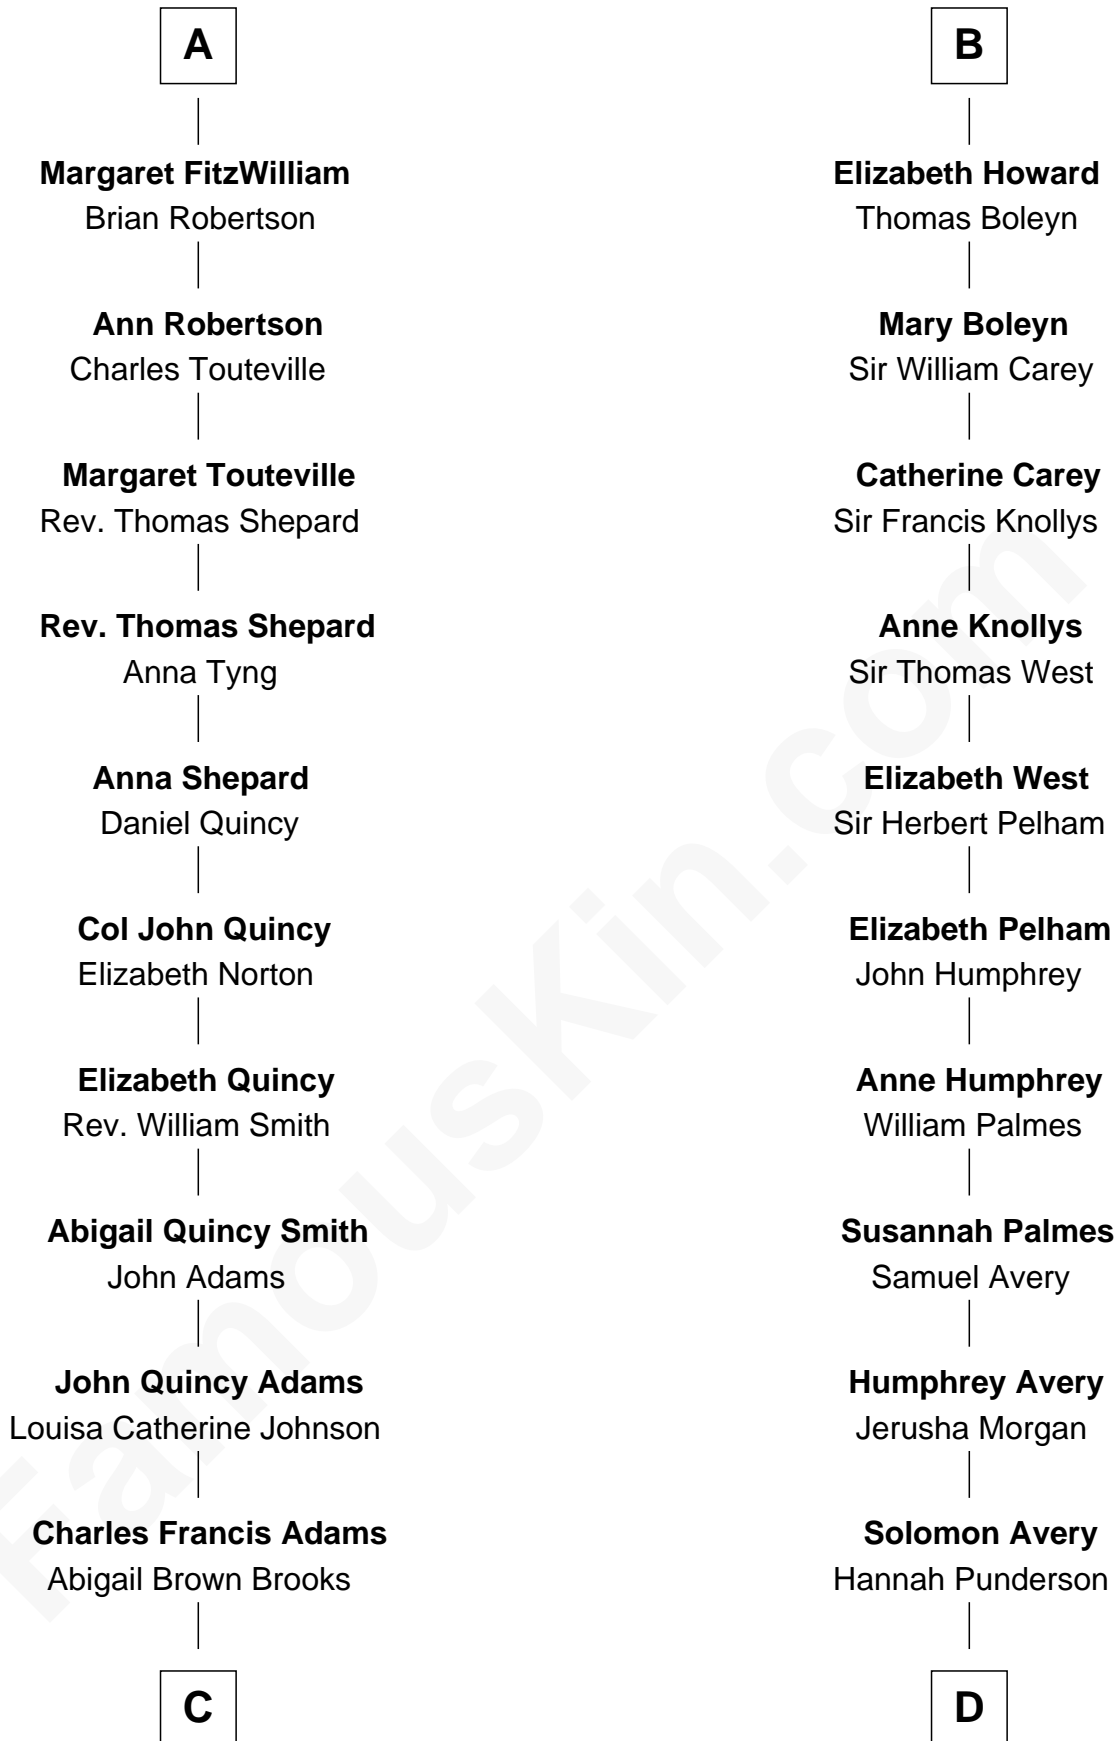 A
Margaret FitzWilliam
Brian Robertson
Ann Robertson
Charles Touteville
Margaret Touteville
Rev. Thomas Shepard
Rev. Thomas Shepard
Anna Tyng
Anna Shepard
Daniel Quincy
Col John Quincy
Elizabeth Norton
Elizabeth Quincy
Rev. William Smith
Abigail Quincy Smith
John Adams
John Quincy Adams
Louisa Catherine Johnson
Charles Francis Adams
Abigail Brown Brooks
C
B
Elizabeth Howard
Thomas Boleyn
Mary Boleyn
Sir William Carey
Catherine Carey
Sir Francis Knollys
Anne Knollys
Sir Thomas West
Elizabeth West
Sir Herbert Pelham
Elizabeth Pelham
John Humphrey
Anne Humphrey
William Palmes
Susannah Palmes
Samuel Avery
Humphrey Avery
Jerusha Morgan
Solomon Avery
Hannah Punderson
D
FamousKin.com